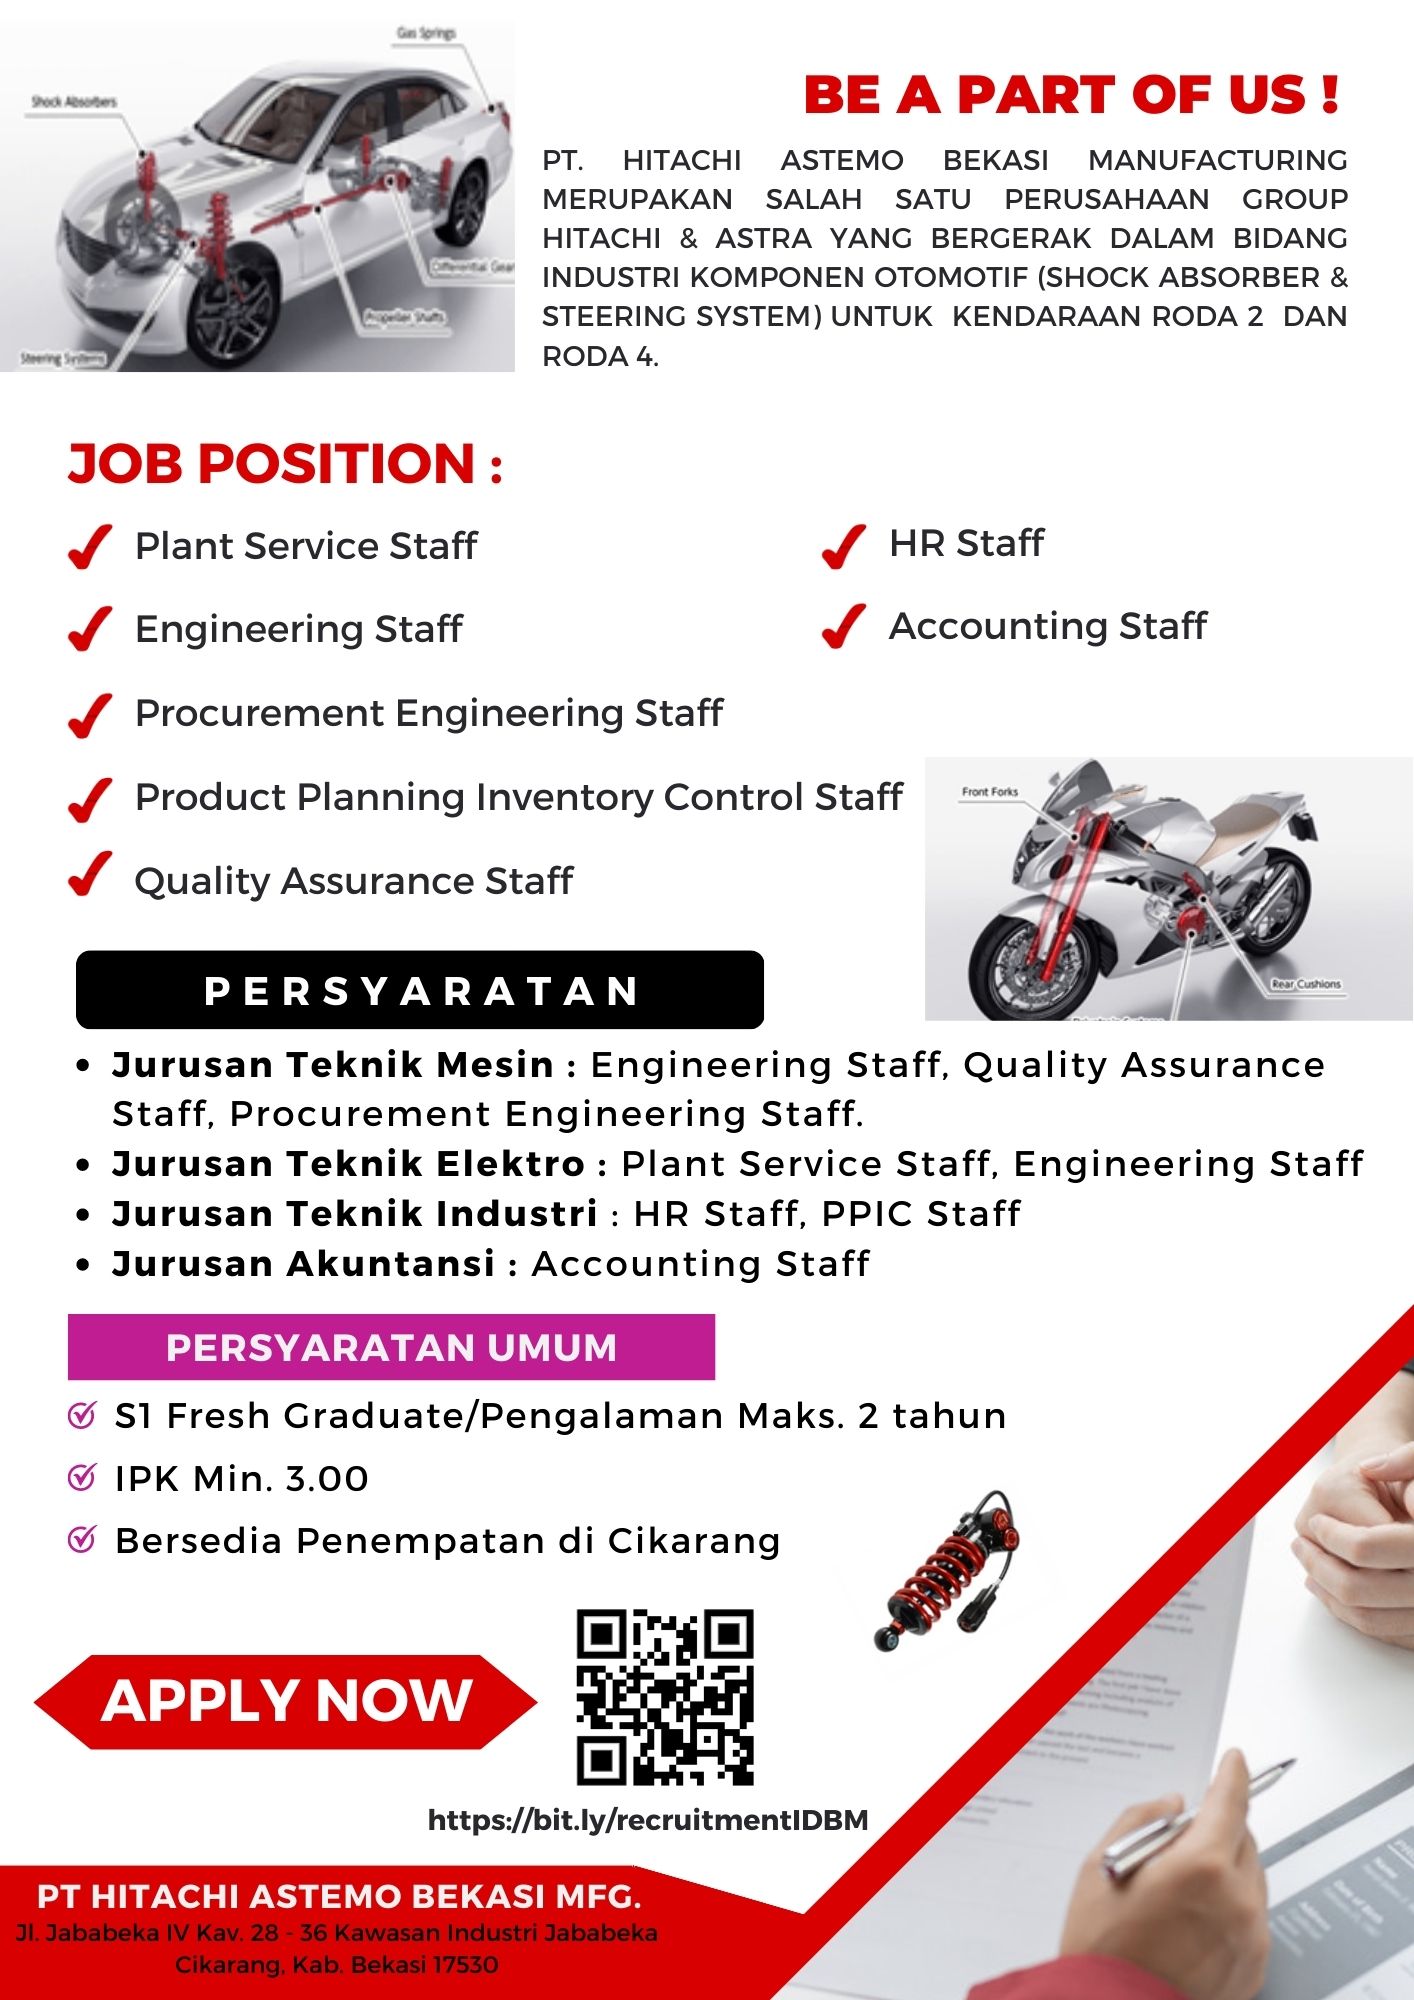 Gas Springs
Shock Absorbers
Differential Gear
Propeller Shafts
Steering Systems
BE A PART OF US !
PT. HITACHI ASTEMO BEKASI MANUFACTURING
MERUPAKAN SALAH SATU PERUSAHAAN GROUP
HITACHI & ASTRA YANG BERGERAK DALAM BIDANG
INDUSTRI KOMPONEN OTOMOTIF (SHOCK ABSORBER &
STEERING SYSTEM) UNTUK KENDARAAN RODA 2 DAN
RODA 4.
JOB POSITION :
Plant Service Staff
Engineering Staff
Procurement Engineering Staff
Product Planning Inventory Control Staff
Quality Assurance Staff
HR Staff
Accounting Staff
Front Forks
Rear Cushions
PERSYARATAN
• Jurusan Teknik Mesin : Engineering Staff, Quality Assurance
Staff, Procurement Engineering Staff.
• Jurusan Teknik Elektro : Plant Service Staff, Engineering Staff
• Jurusan Teknik Industri : HR Staff, PPIC Staff
• Jurusan Akuntansi : Accounting Staff
PERSYARATAN UMUM
S1 Fresh Graduate/Pengalaman Maks. 2 tahun
IPK Min. 3.00
Bersedia Penempatan di Cikarang
APPLY NOW
https://bit.ly/recruitmentIDBM
PT HITACHI ASTEMO BEKASI MFG.
Jl. Jababeka IV Kav. 28 - 36 Kawasan Industri Jababeka
Cikarang, Kab. Bekasi 17530